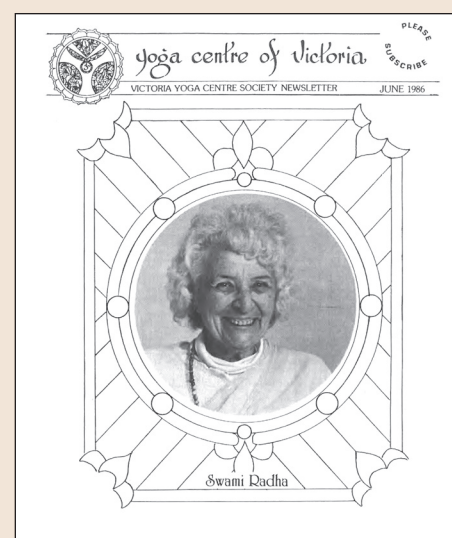 PLEASE
SUBSCRIBE
yoga centre of Victoria
VICTORIA YOGA CENTRE SOCIETY NEWSLETTER JUNE 1986
Swami Radha